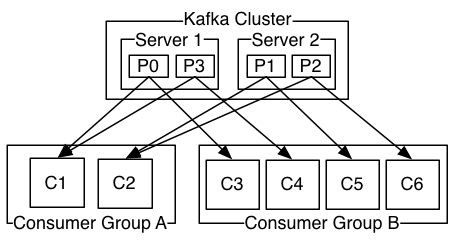 Kafka Cluster
Server 1
Server 2
P0 P3 P1 P2
C1 C2 C3 C4 C5 C6
Consumer Group A
Consumer Group B